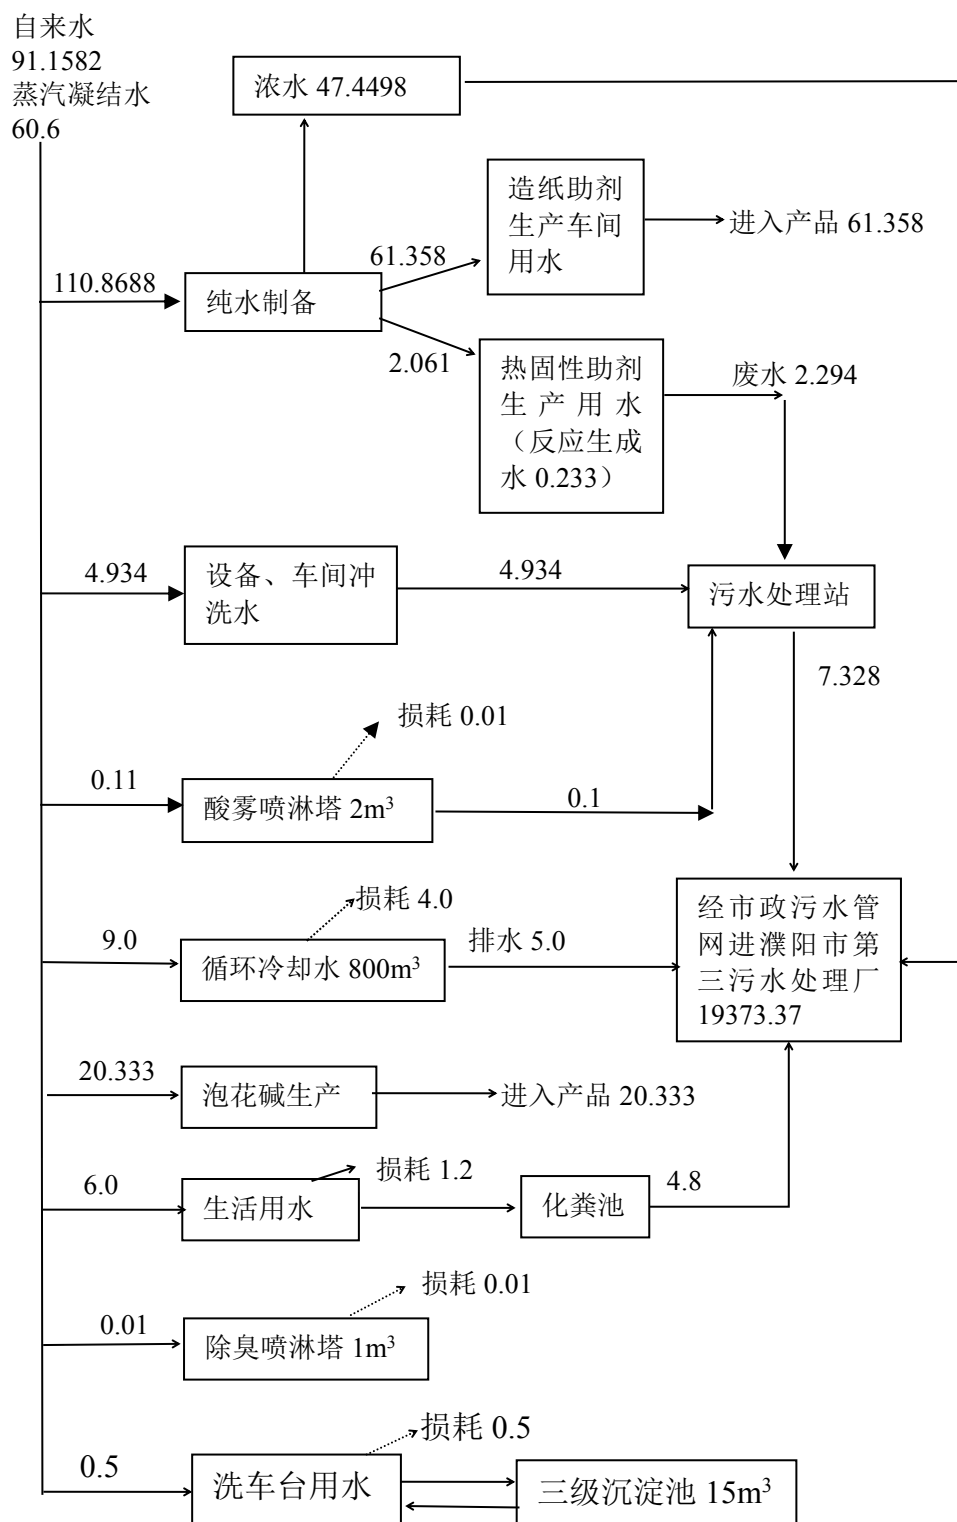 自来水
91.1582
蒸汽凝结水
60.6
浓水 47.4498
造纸助剂
生产车间
用水
进入产品 61.358
61.358
110.8688
纯水制备
2.061
热固性助剂
生产用水
（反应生成
水 0.233）
废水 2.294
4.934
设备、车间冲
洗水
4.934
污水处理站
7.328
损耗 0.01
0.11
酸雾喷淋塔 2m³
0.1
损耗 4.0
9.0
循环冷却水 800m³
排水 5.0
经市政污水管
网进濮阳市第
三污水处理厂
19373.37
20.333
泡花碱生产
进入产品 20.333
损耗 1.2
6.0
生活用水
化粪池
4.8
损耗 0.01
0.01
除臭喷淋塔 1m³
损耗 0.5
0.5
洗车台用水
三级沉淀池 15m³